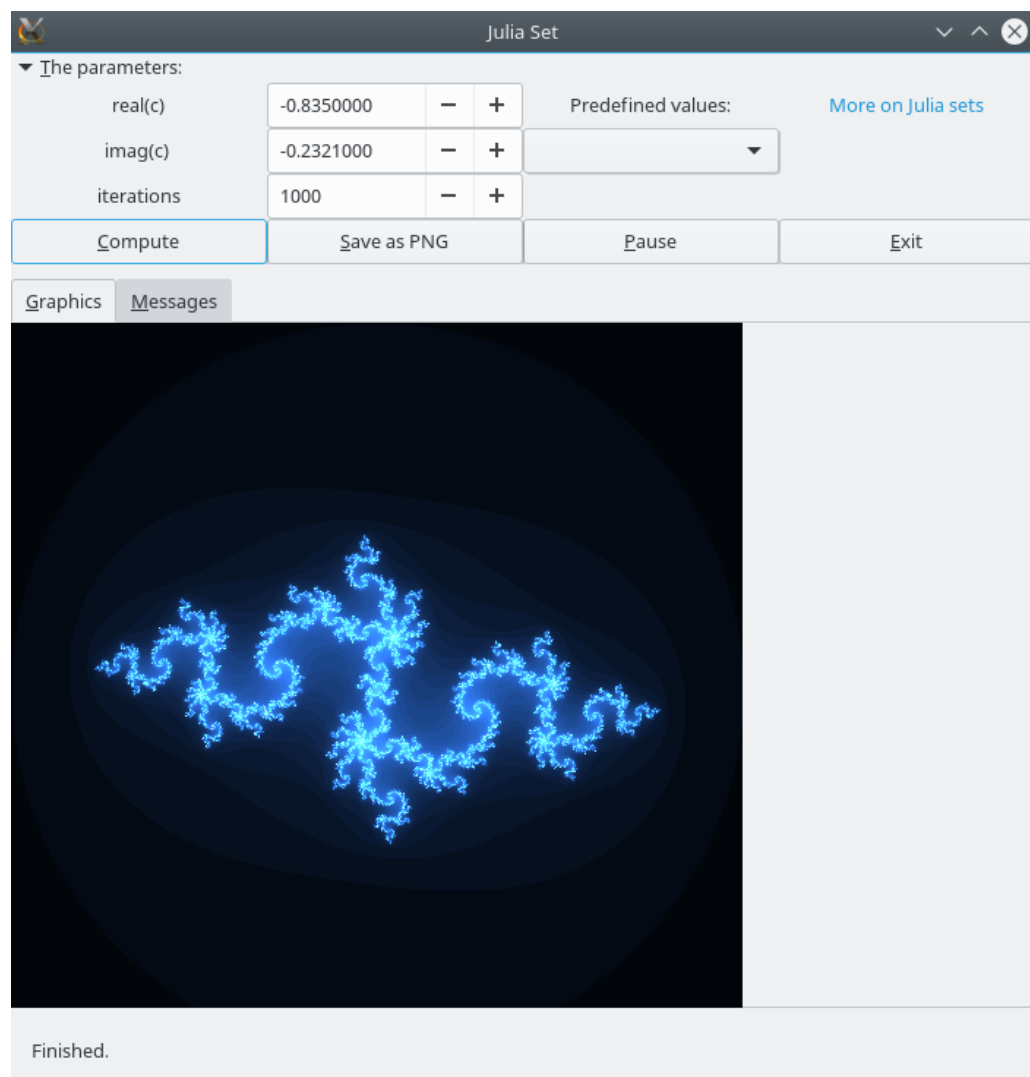 Julia Set
The parameters:
real(c) -0.8350000 − + Predefined values: More on Julia sets
imag(c) -0.2321000 − +
iterations 1000 − +
Compute Save as PNG Pause Exit
Graphics Messages
Finished.